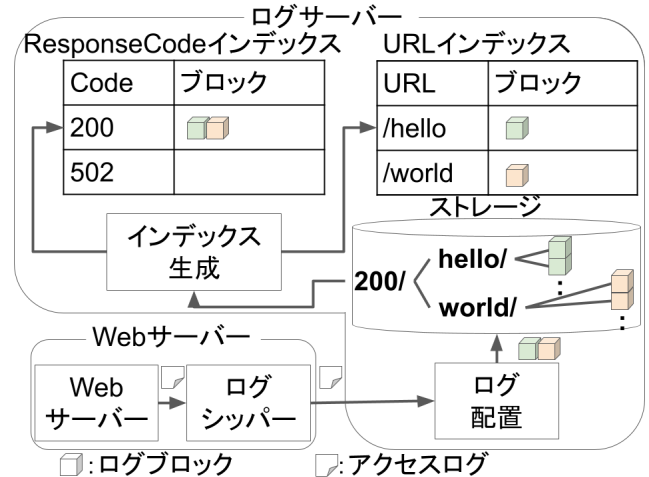 ログサーバー
ResponseCodeインデックス
Code ブロック
200
502
URLインデックス
URL ブロック
/hello
/world
インデックス
生成
ストレージ
200/
hello/
:
world/
:
Webサーバー
Web
サーバー
ログ
シッパー
ログ
配置
:ログブロック
:アクセスログ